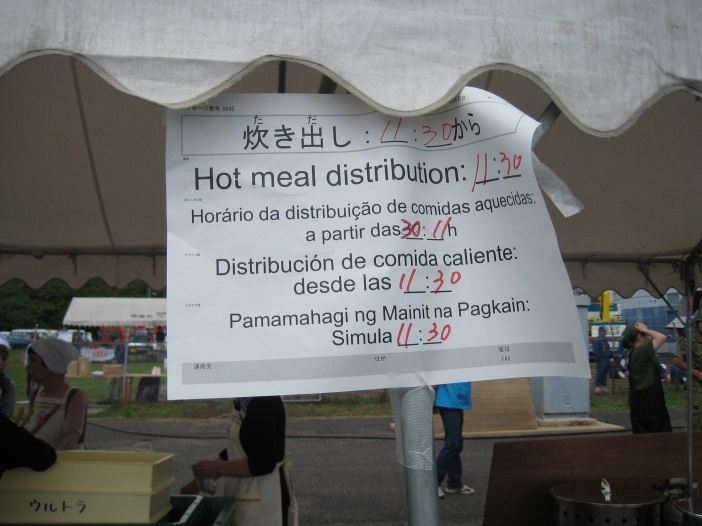 炊き出し : 11 : 30から
Hot meal distribution: 11:30
Horário da distribuição de comidas aquecidas:
a partir das 30: 11h
Distribución de comida caliente:
desde las 11:30
Pamamahagi ng Mainit na Pagkain:
Simula 11:30
連絡先 住所 電話
FAX
ウルトラ